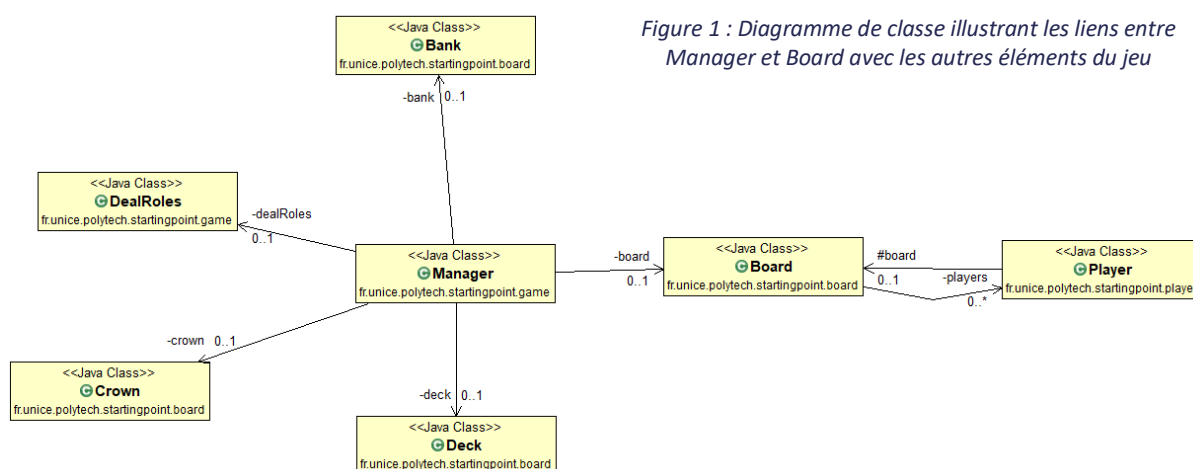 <<Java Class>>
Bank
fr.unice.polytech.startingpoint.board
Figure 1 : Diagramme de classe illustrant les liens entre
Manager et Board avec les autres éléments du jeu
-bank 0..1
<<Java Class>>
DealRoles
fr.unice.polytech.startingpoint.game
-dealRoles
0..1
<<Java Class>>
Manager
fr.unice.polytech.startingpoint.game
-board
0..1
<<Java Class>>
Board
fr.unice.polytech.startingpoint.board
#board
0..1
-players
0..*
<<Java Class>>
Player
fr.unice.polytech.startingpoint.player
-crown 0..1
<<Java Class>>
Crown
fr.unice.polytech.startingpoint.board
-deck 0..1
<<Java Class>>
Deck
fr.unice.polytech.startingpoint.board